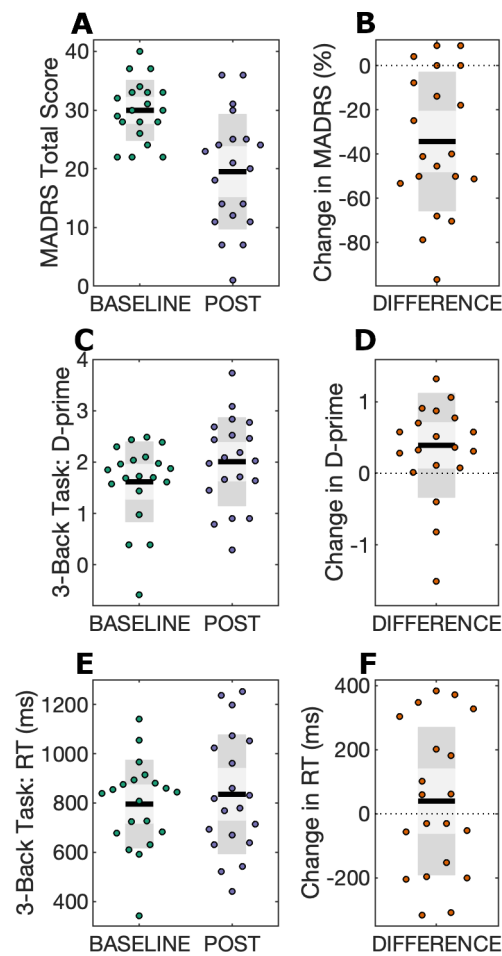 A
MADRS Total Score
40
30
20
10
0
BASELINE POST
B
Change in MADRS (%)
0
-20
-40
-60
-80
DIFFERENCE
C
3-Back Task: D-prime
4
3
2
1
0
BASELINE POST
D
Change in D-prime
1
0
-1
DIFFERENCE
E
3-Back Task: RT (ms)
1200
1000
800
600
400
BASELINE POST
F
Change in RT (ms)
400
200
0
-200
DIFFERENCE